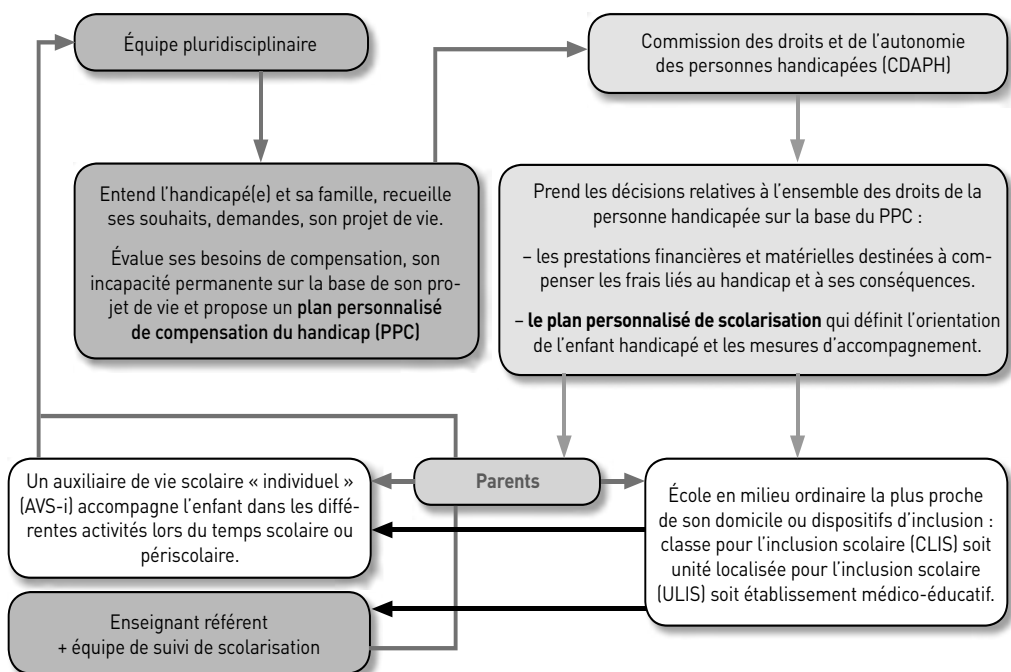 Équipe pluridisciplinaire
Commission des droits et de l’autonomie
des personnes handicapées (CDAPH)
Entend l’handicapé(e) et sa famille, recueille
ses souhaits, demandes, son projet de vie.
Évalue ses besoins de compensation, son
incapacité permanente sur la base de son pro-
jet de vie et propose un plan personnalisé
de compensation du handicap (PPC)
Prend les décisions relatives à l’ensemble des droits de la
personne handicapée sur la base du PPC :
– les prestations financières et matérielles destinées à com-
penser les frais liés au handicap et à ses conséquences.
– le plan personnalisé de scolarisation qui définit l’orientation
de l’enfant handicapé et les mesures d’accompagnement.
Parents
Un auxiliaire de vie scolaire « individuel »
(AVS-i) accompagne l’enfant dans les diffé-
rentes activités lors du temps scolaire ou
périscolaire.
École en milieu ordinaire la plus proche
de son domicile ou dispositifs d’inclusion :
classe pour l’inclusion scolaire (CLIS) soit
unité localisée pour l’inclusion scolaire
(ULIS) soit établissement médico-éducatif.
Enseignant référent
+ équipe de suivi de scolarisation